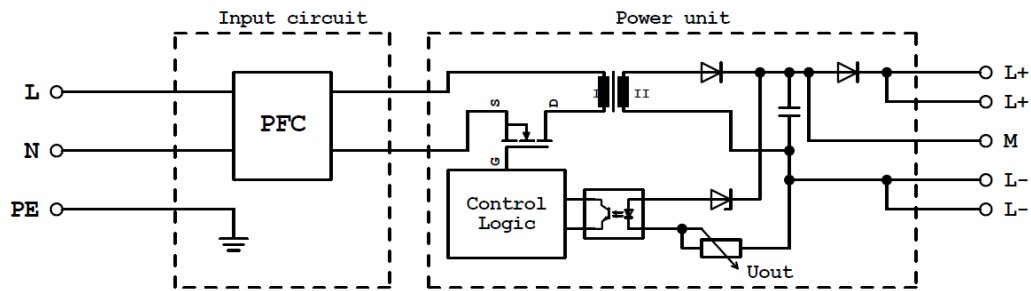 Input circuit
Power unit
L
N
PE
PFC
S
D
G
I
II
Control
Logic
Uout
L+
L+
M
L-
L-